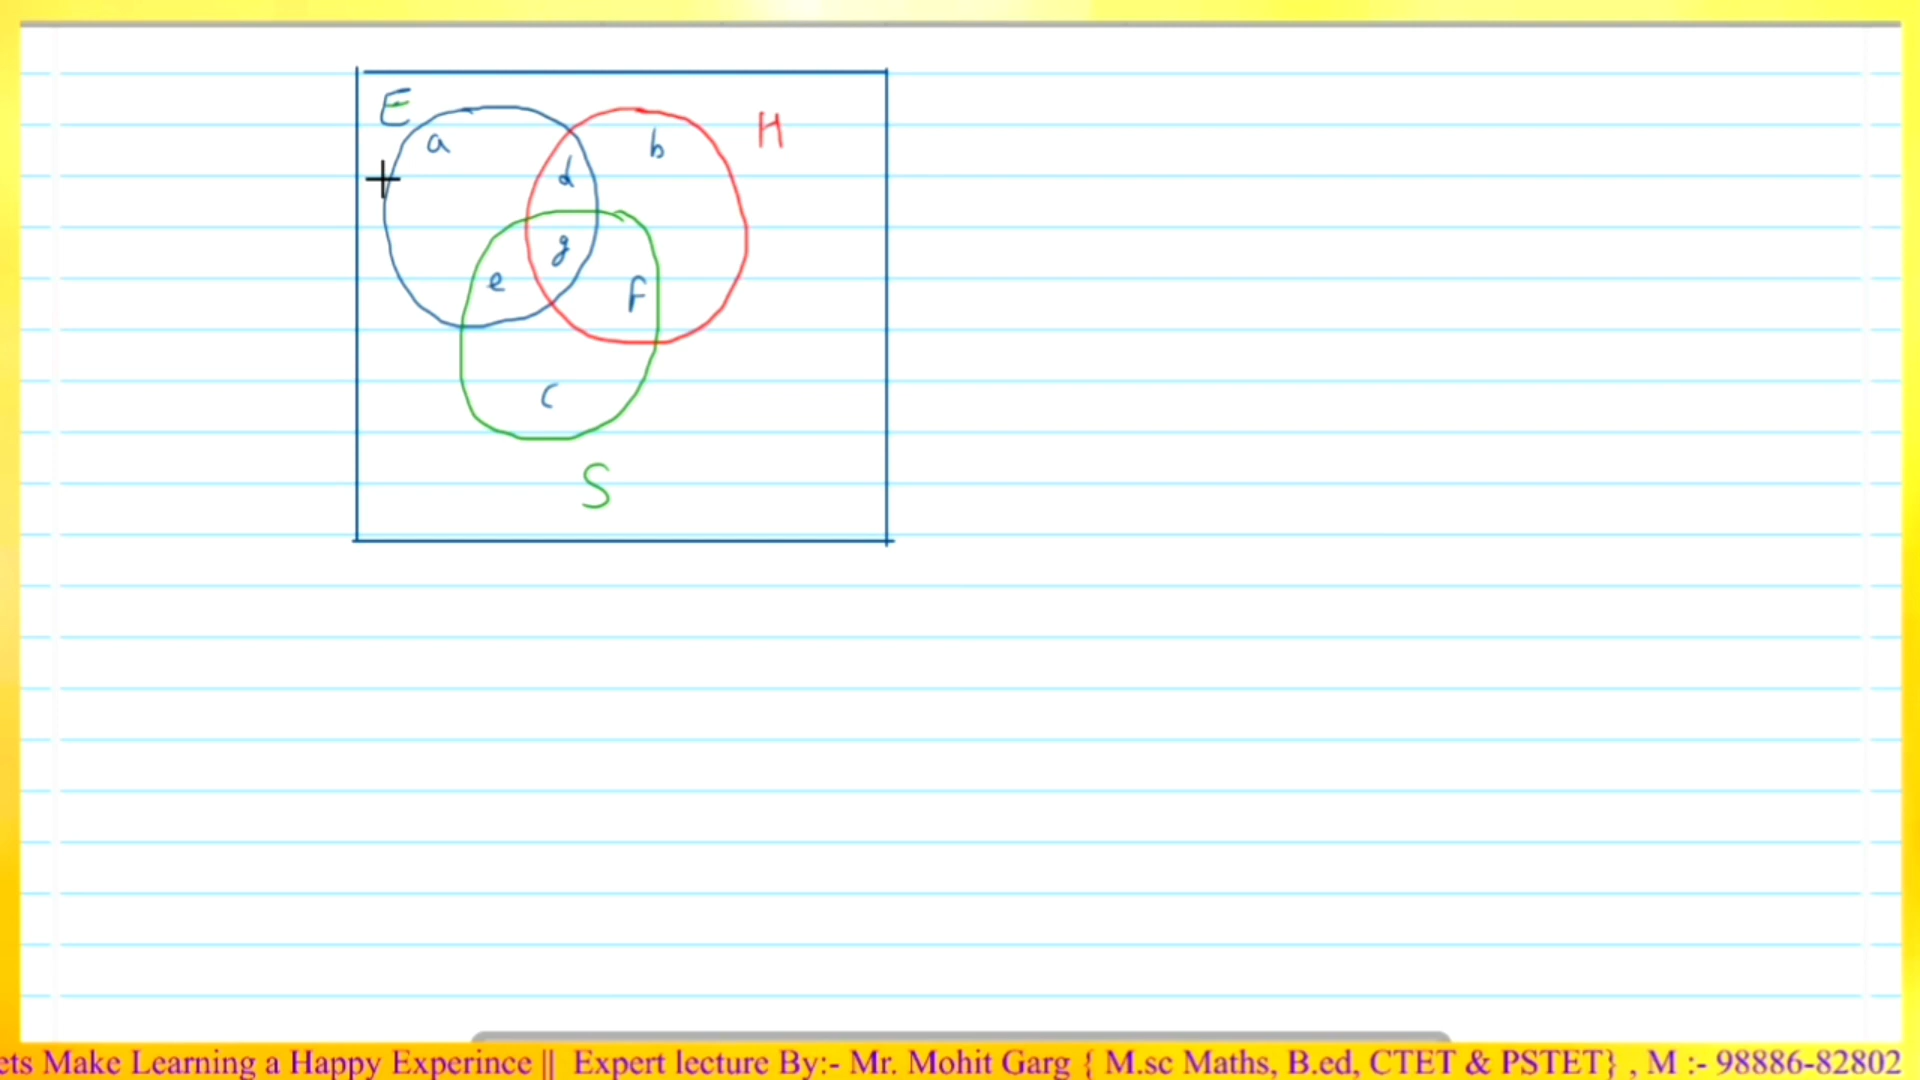 E
H
a
b
d
g
e
f
c
S
ets Make Learning a Happy Experince || Expert lecture By:- Mr. Mohit Garg { M.sc Maths, B.ed, CTET & PSTET} , M :- 98886-82802